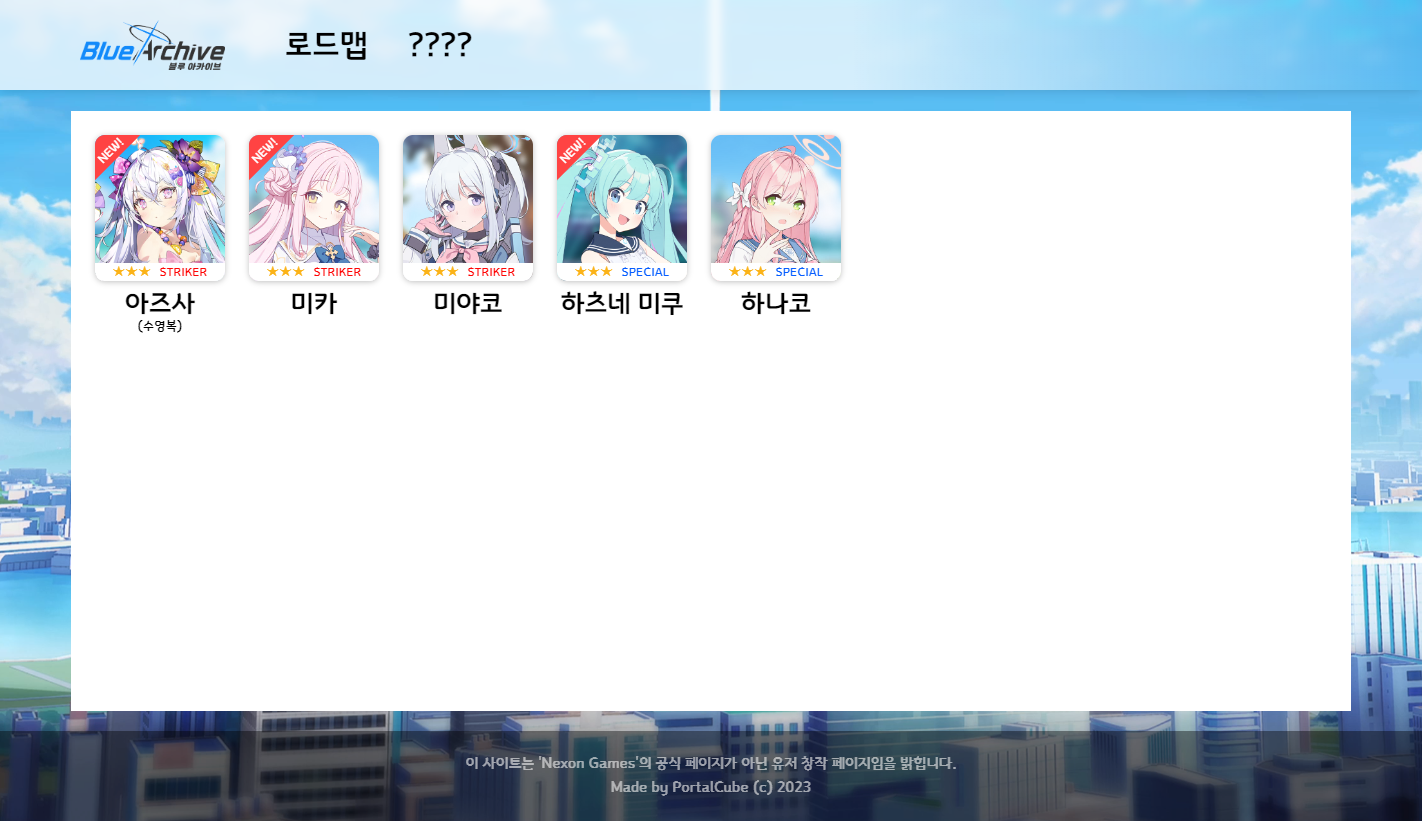 Blue Archive
블루 아카이브
로드맵 ????
NEW! NEW! NEW!
★★★ STRIKER ★★★ STRIKER ★★★ STRIKER ★★★ SPECIAL ★★★ SPECIAL
아즈사 미카 미야코 하츠네 미쿠 하나코
(수영복)
이 사이트는 'Nexon Games'의 공식 페이지가 아닌 유저 창작 페이지임을 밝힙니다.
Made by PortalCube (c) 2023